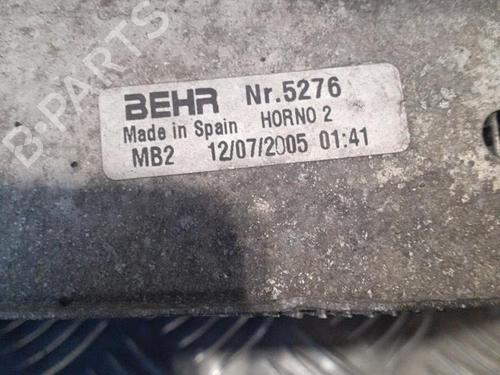 BEHR Nr.5276
Made in Spain HORNO 2
MB2 12/07/2005 01:41
B-PARTS